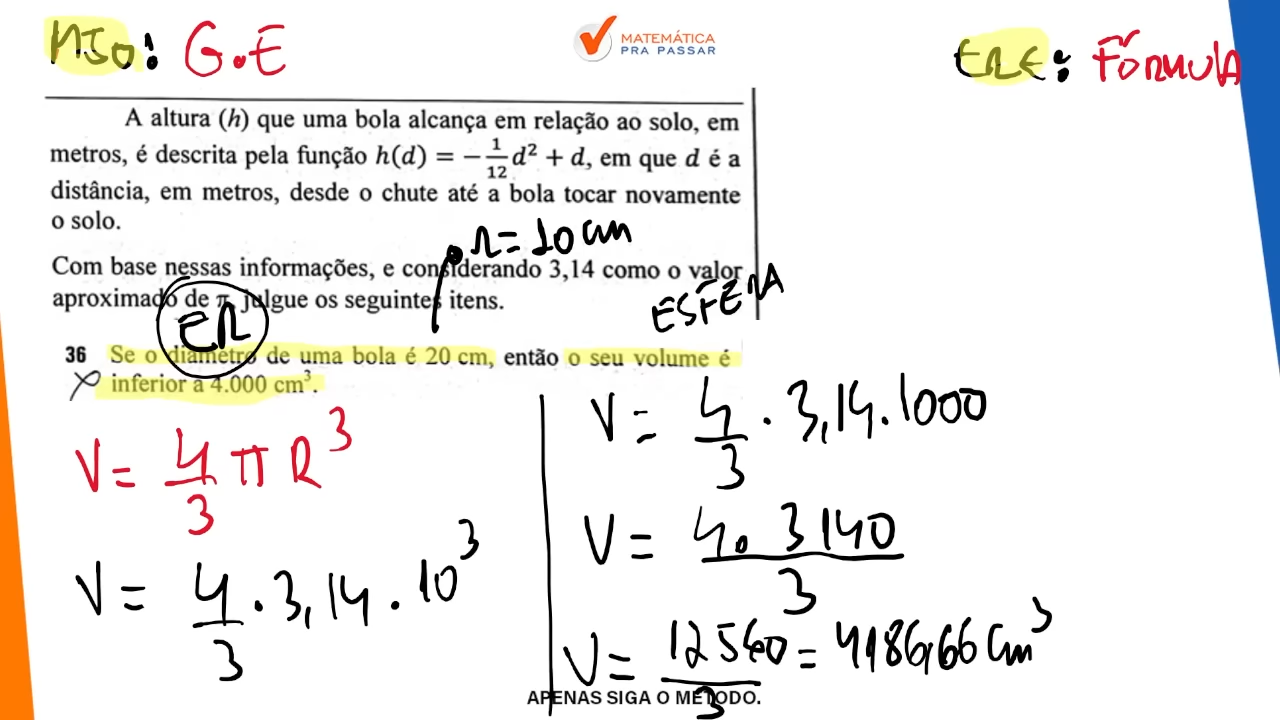 MJO: G.E
MATEMÁTICA
PRA PASSAR
ERE: FÓRMULA
A altura (h) que uma bola alcança em relação ao solo, em
metros, é descrita pela função h(d) = −1/12 d² + d, em que d é a
distância, em metros, desde o chute até a bola tocar novamente
o solo.
R = 10 cm
Com base nessas informações, e considerando 3,14 como o valor
aproximado de π, julgue os seguintes itens.
ER
ESFERA
36 Se o diâmetro de uma bola é 20 cm, então o seu volume é
inferior a 4.000 cm³.
V = 4/3 π R³
V = 4/3 . 3,14 . 10³
V = 4/3 . 3,14 . 1000
V = 4 . 3140/3
V = 12560/3 = 4186,66 cm³
APENAS SIGA O MÉTODO.